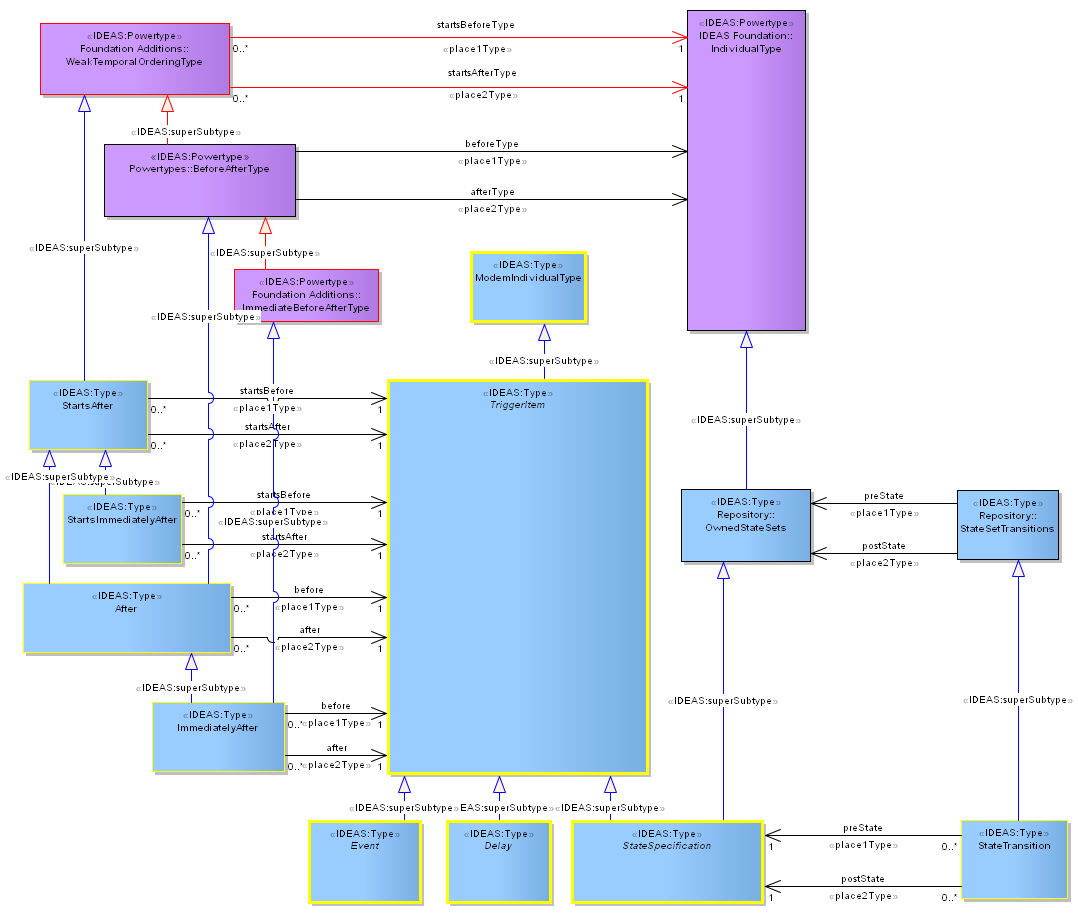 «IDEAS:Powertype»
Foundation Additions::
WeakTemporalOrderingType
startsBeforeType
0..*
«place1Type»
1
startsAfterType
0..*
«place2Type»
1
«IDEAS:Powertype»
IDEAS Foundation::
IndividualType
«IDEAS:superSubtype»
«IDEAS:Powertype»
Powertypes::BeforeAfterType
beforeType
«place1Type»
afterType
«place2Type»
«IDEAS:superSubtype»
«IDEAS:superSubtype»
«IDEAS:Powertype»
Foundation Additions::
ImmediateBeforeAfterType
«IDEAS:superSubtype»
«IDEAS:Type»
ModemIndividualType
«IDEAS:superSubtype»
«IDEAS:Type»
StartsAfter
startsBefore
0..*
«place1Type»
1
startsAfter
0..*
«place2Type»
1
«IDEAS:Type»
TriggerItem
«IDEAS:superSubtype»
«IDEAS:superSubtype»
«IDEAS:superSubtype»
«IDEAS:Type»
StartsImmediatelyAfter
startsBefore
0..*
«place1Type»
1
«IDEAS:superSubtype»
startsAfter
0..*
«place2Type»
1
«IDEAS:Type»
Repository::
OwnedStateSets
preState
«place1Type»
postState
«place2Type»
«IDEAS:Type»
Repository::
StateSetTransitions
«IDEAS:Type»
After
before
0..*
«place1Type»
1
after
0..*
«place2Type»
1
«IDEAS:superSubtype»
«IDEAS:superSubtype»
«IDEAS:superSubtype»
«IDEAS:Type»
ImmediatelyAfter
before
0..*
«place1Type»
1
after
0..*
«place2Type»
1
«IDEAS:superSubtype»
EAS:superSubtype»
«IDEAS:superSubtype»
«IDEAS:Type»
Event
«IDEAS:Type»
Delay
«IDEAS:Type»
StateSpecification
preState
1
«place1Type»
0..*
postState
1
«place2Type»
0..*
«IDEAS:Type»
StateTransition